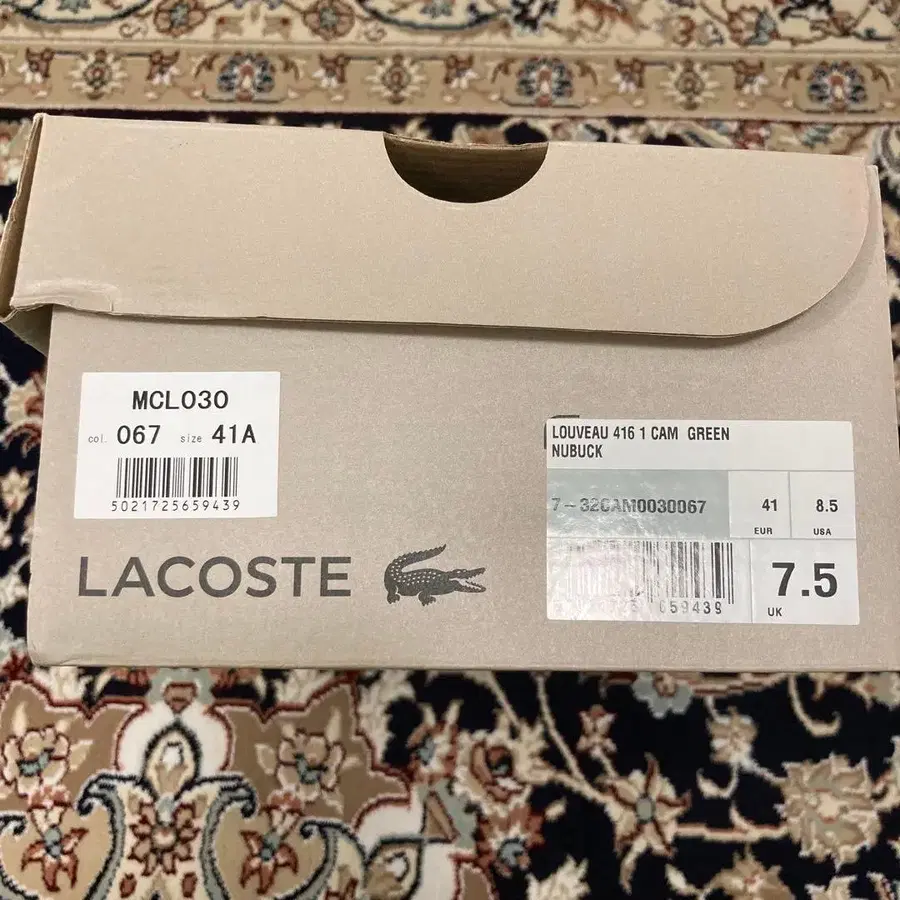 MCL030
col. 067 size 41A
5021725659439
LACOSTE
LOUVEAU 416 1 CAM GREEN
NUBUCK
7-32CAM0030067
41
EUR
8.5
USA
659439
7.5
UK